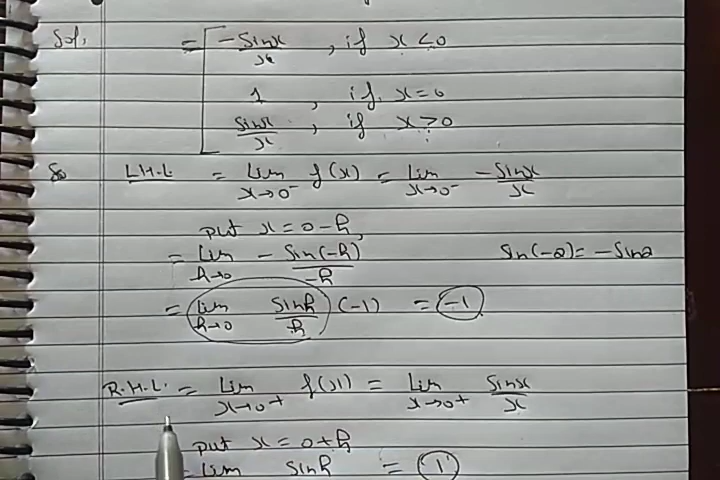 Sol. = -sinx/x , if x<0
1 , if x=0
sinx/x , if x>0
So L.H.L = Lim x→0⁻ f(x) = Lim x→0⁻ -sinx/x
put x=0-h,
= Lim h→0 - sin(-h)/-h sin(-θ)= -sinθ
= Lim h→0 sinh/h (-1) = -1
R.H.L. = Lim x→0+ f(x) = Lim x→0+ sinx/x
put x=0+h
= Lim sinh = 1